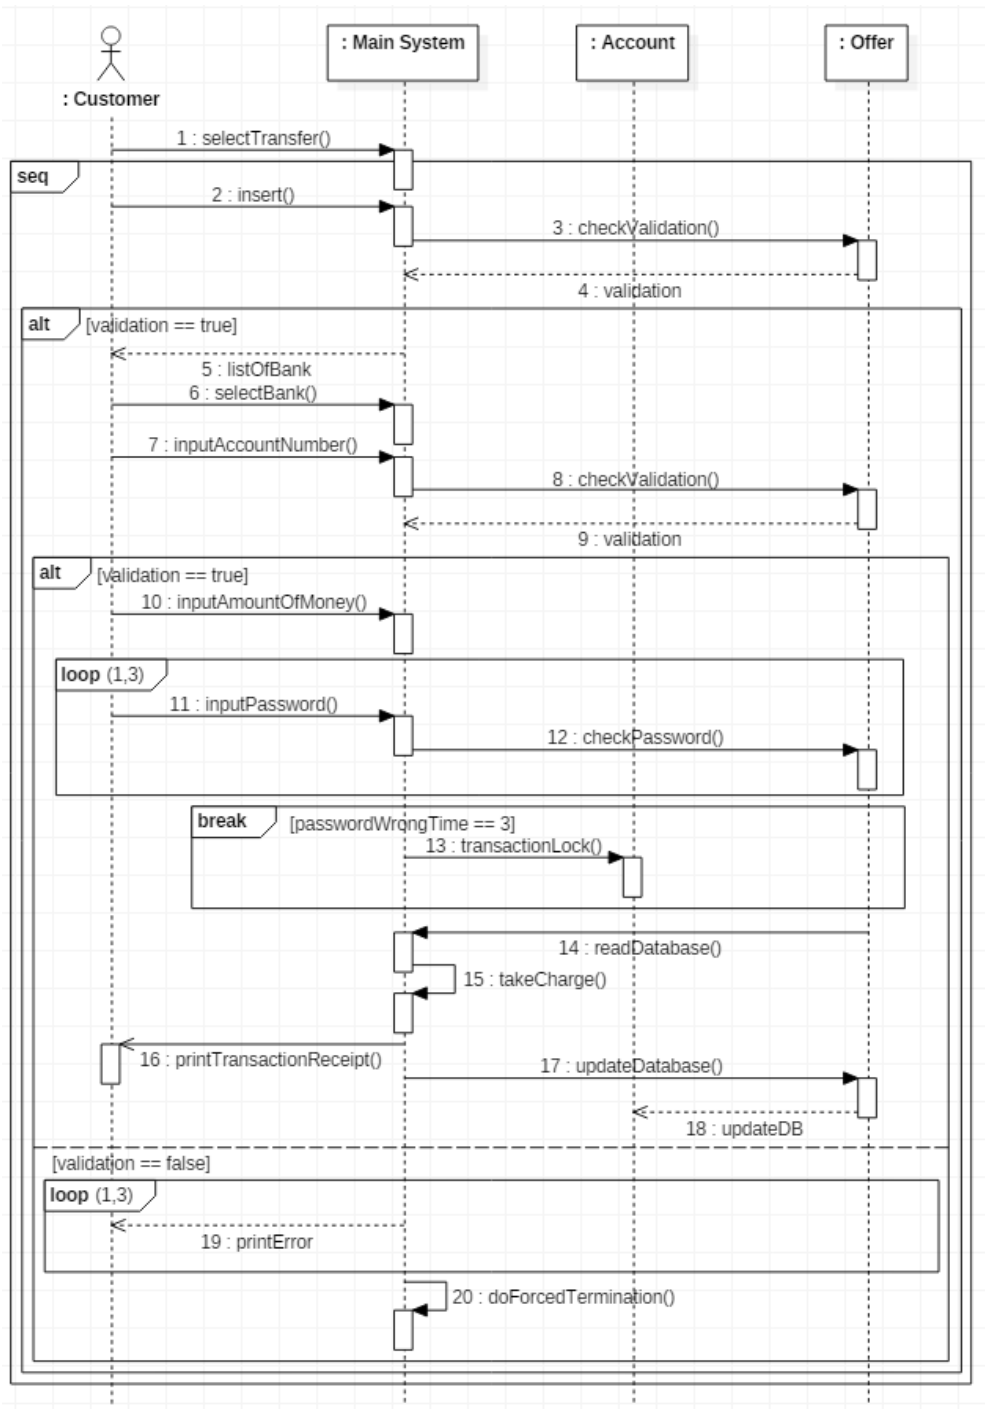 : Main System
: Account
: Offer
: Customer
1 : selectTransfer()
seq
2 : insert()
3 : checkValidation()
4 : validation
alt
[validation == true]
5 : listOfBank
6 : selectBank()
7 : inputAccountNumber()
8 : checkValidation()
9 : validation
alt
[validation == true]
10 : inputAmountOfMoney()
loop (1,3)
11 : inputPassword()
12 : checkPassword()
break
[passwordWrongTime == 3]
13 : transactionLock()
14 : readDatabase()
15 : takeCharge()
16 : printTransactionReceipt()
17 : updateDatabase()
18 : updateDB
[validation == false]
loop (1,3)
19 : printError
20 : doForcedTermination()